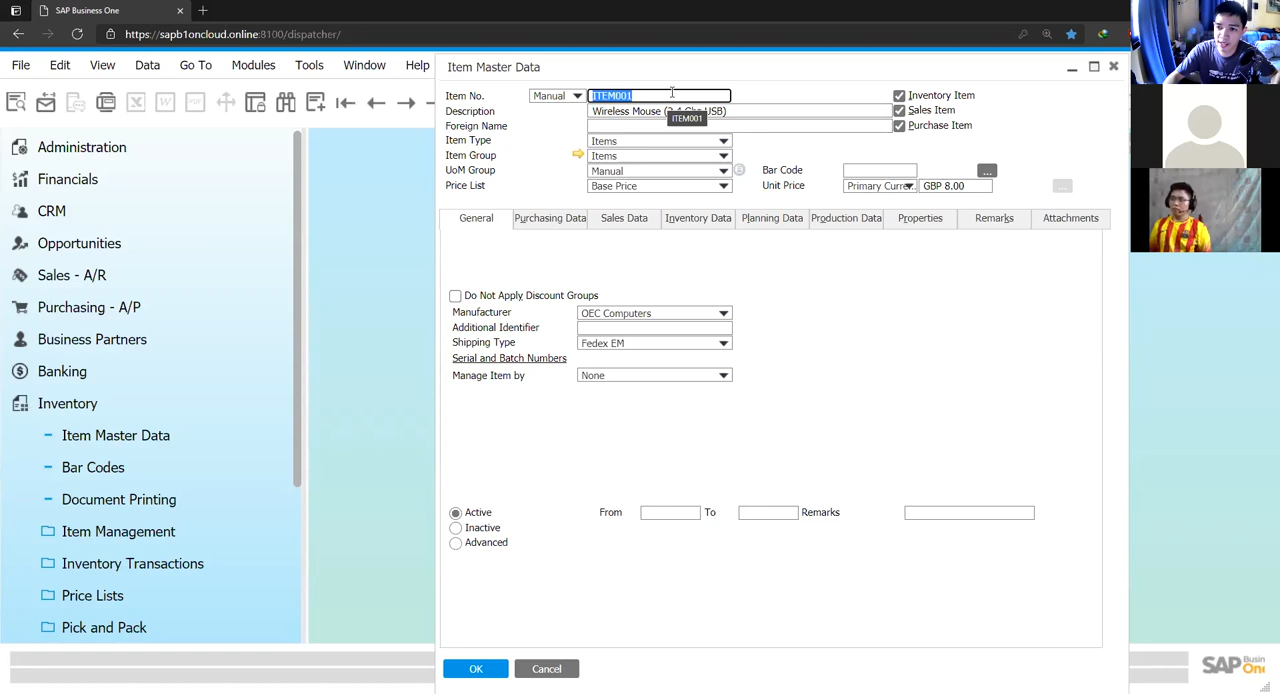 SAP Business One
https://sapb1oncloud.online:8100/dispatcher/
File Edit View Data Go To Modules Tools Window Help
Administration
Financials
CRM
Opportunities
Sales - A/R
Purchasing - A/P
Business Partners
Banking
Inventory
Item Master Data
Bar Codes
Document Printing
Item Management
Inventory Transactions
Price Lists
Pick and Pack
Item Master Data
Item No. Manual ITEM001 Inventory Item
Description Wireless Mouse (2.4 Ghz USB) Sales Item
ITEM001
Foreign Name Purchase Item
Item Type Items
Item Group Items
UoM Group Manual Bar Code ...
Price List Base Price Unit Price Primary Curre GBP 8.00 ...
General Purchasing Data Sales Data Inventory Data Planning Data Production Data Properties Remarks Attachments
Do Not Apply Discount Groups
Manufacturer OEC Computers
Additional Identifier
Shipping Type Fedex EM
Serial and Batch Numbers
Manage Item by None
Active From To Remarks
Inactive
Advanced
OK Cancel
SAP Busin
One